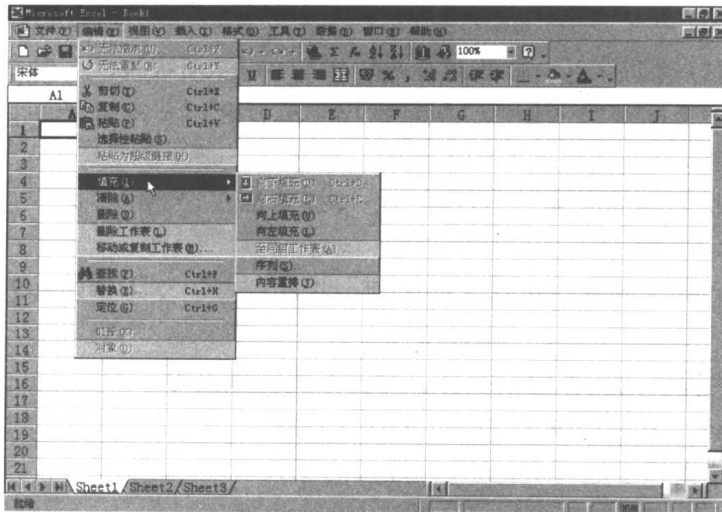 Microsoft Excel - Book1
文件(F) 编辑(E) 视图(V) 插入(I) 格式(O) 工具(T) 数据(D) 窗口(W) 帮助(H)
100%
宋体
A1
A D E F G H I J
无法重复(R) Ctrl+Y
剪切(T) Ctrl+X
复制(C) Ctrl+C
粘贴(P) Ctrl+V
选择性粘贴(S)...
粘贴为超级链接(H)
填充(I)
清除(A)
删除(D)...
删除工作表(L)
移动或复制工作表(M)...
查找(F)... Ctrl+F
替换(E)... Ctrl+H
定位(G)... Ctrl+G
链接(K)...
对象(O)
向下填充(D) Ctrl+D
向右填充(R) Ctrl+R
向上填充(U)
向左填充(L)
至同组工作表(A)...
序列(S)...
内容重排(J)
1
2
3
4
5
6
7
8
9
10
11
12
13
14
15
16
17
18
19
20
21
Sheet1 Sheet2 Sheet3
就绪